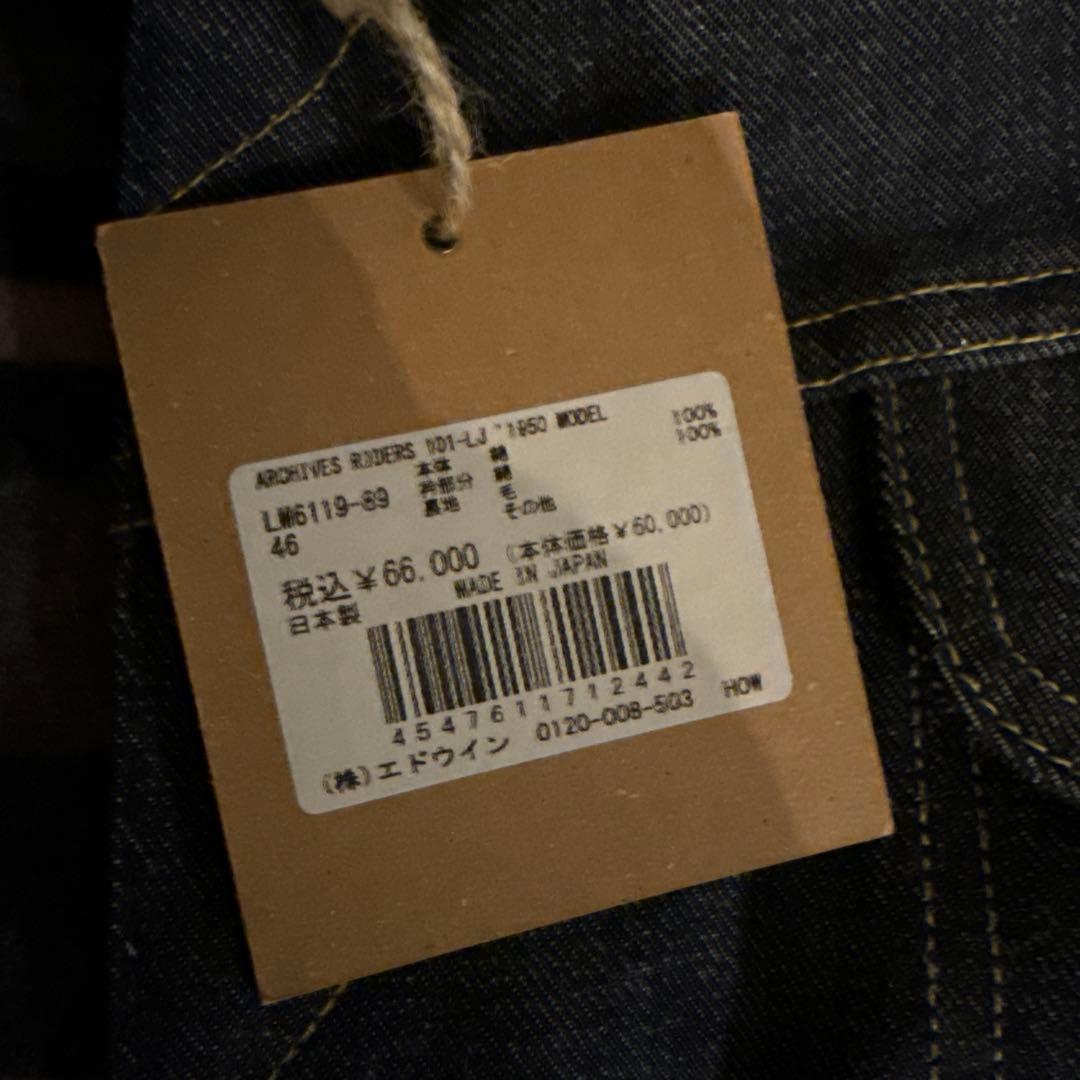 ARCHIVES RIDERS 101-LJ "1950 MODEL
LM6119-89 本体 綿 100%
46 衿部分 綿 100%
裏地 毛
その他
税込¥66.000 (本体価格¥60.000)
日本製 MADE IN JAPAN
4547611712442
(株)エドウイン 0120-008-503 HOW